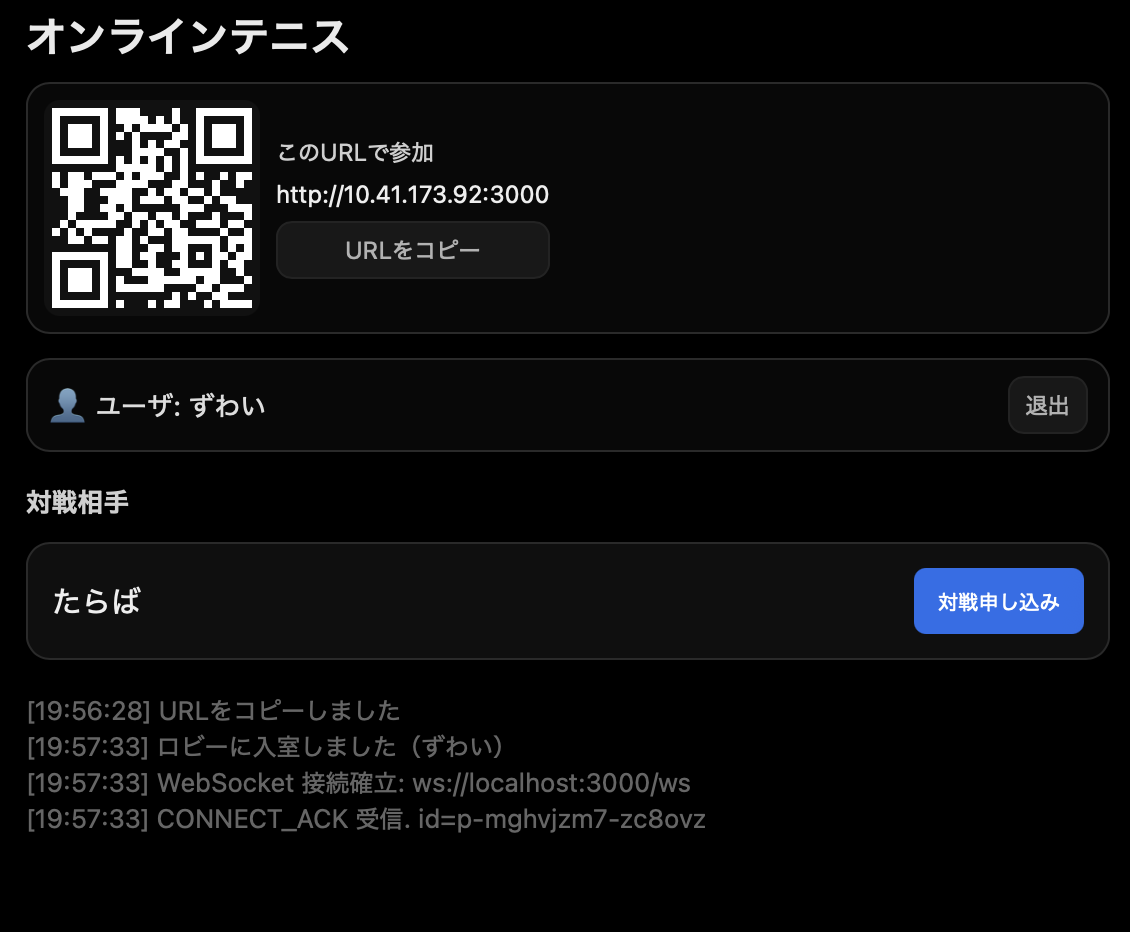 オンラインテニス
このURLで参加
http://10.41.173.92:3000
URLをコピー
ユーザ: ずわい
退出
対戦相手
たらば
対戦申し込み
[19:56:28] URLをコピーしました
[19:57:33] ロビーに入室しました（ずわい）
[19:57:33] WebSocket 接続確立: ws://localhost:3000/ws
[19:57:33] CONNECT_ACK 受信. id=p-mghvjzm7-zc8ovz